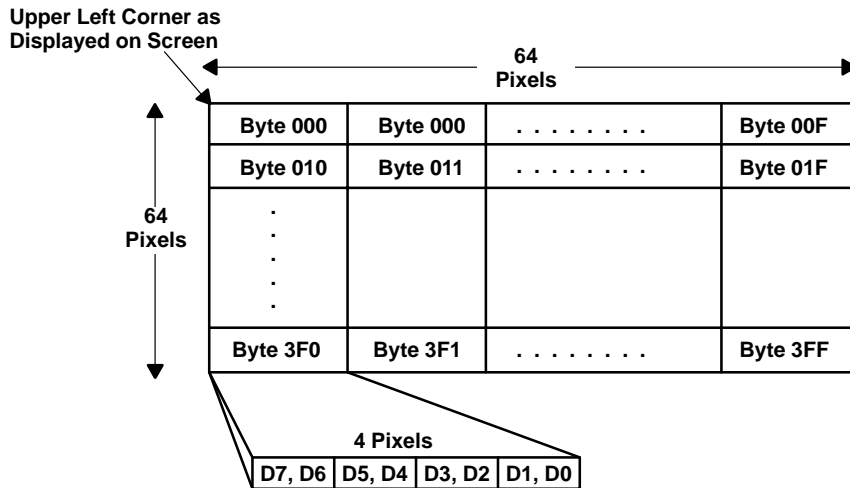 Upper Left Corner as
Displayed on Screen
64
Pixels
Byte 000 Byte 000 . . . . . . . . Byte 00F
Byte 010 Byte 011 . . . . . . . . Byte 01F
64
Pixels
.
.
.
.
.
Byte 3F0 Byte 3F1 . . . . . . . . Byte 3FF
4 Pixels
D7, D6 D5, D4 D3, D2 D1, D0